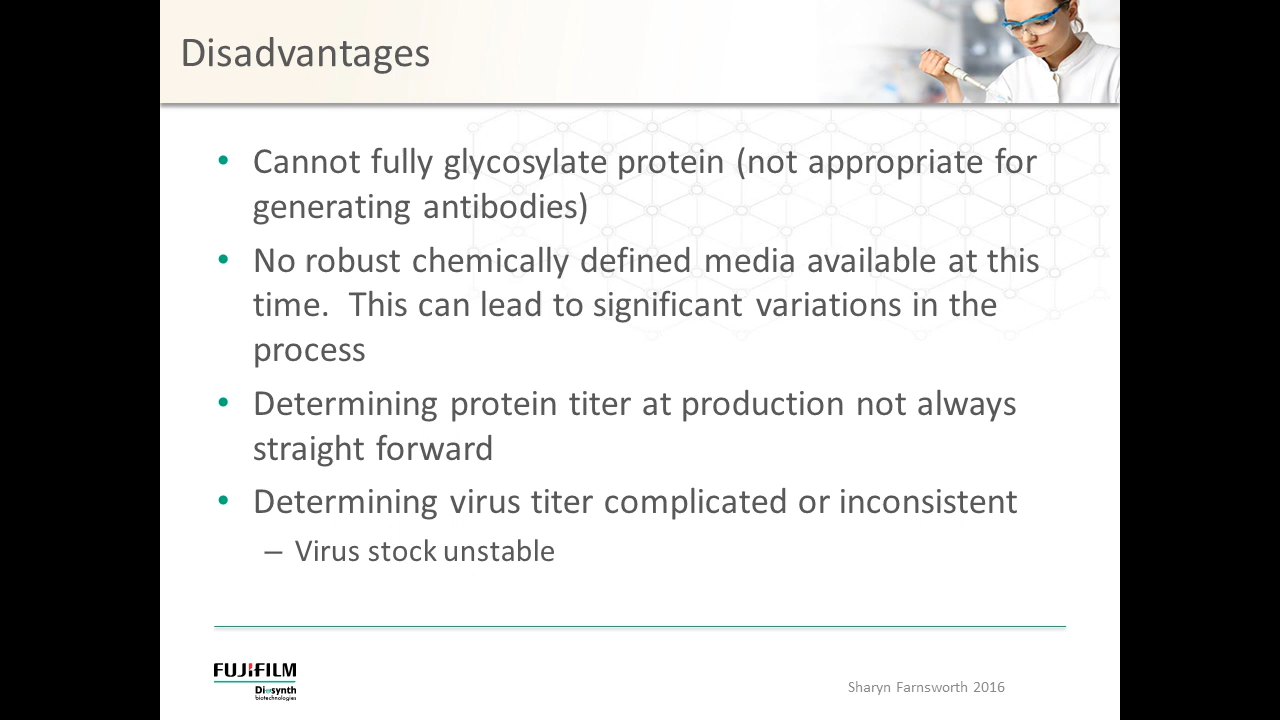 Disadvantages
• Cannot fully glycosylate protein (not appropriate for
generating antibodies)
• No robust chemically defined media available at this
time.  This can lead to significant variations in the
process
• Determining protein titer at production not always
straight forward
• Determining virus titer complicated or inconsistent
– Virus stock unstable
FUJIFILM
Diosynth
biotechnologies
Sharyn Farnsworth 2016